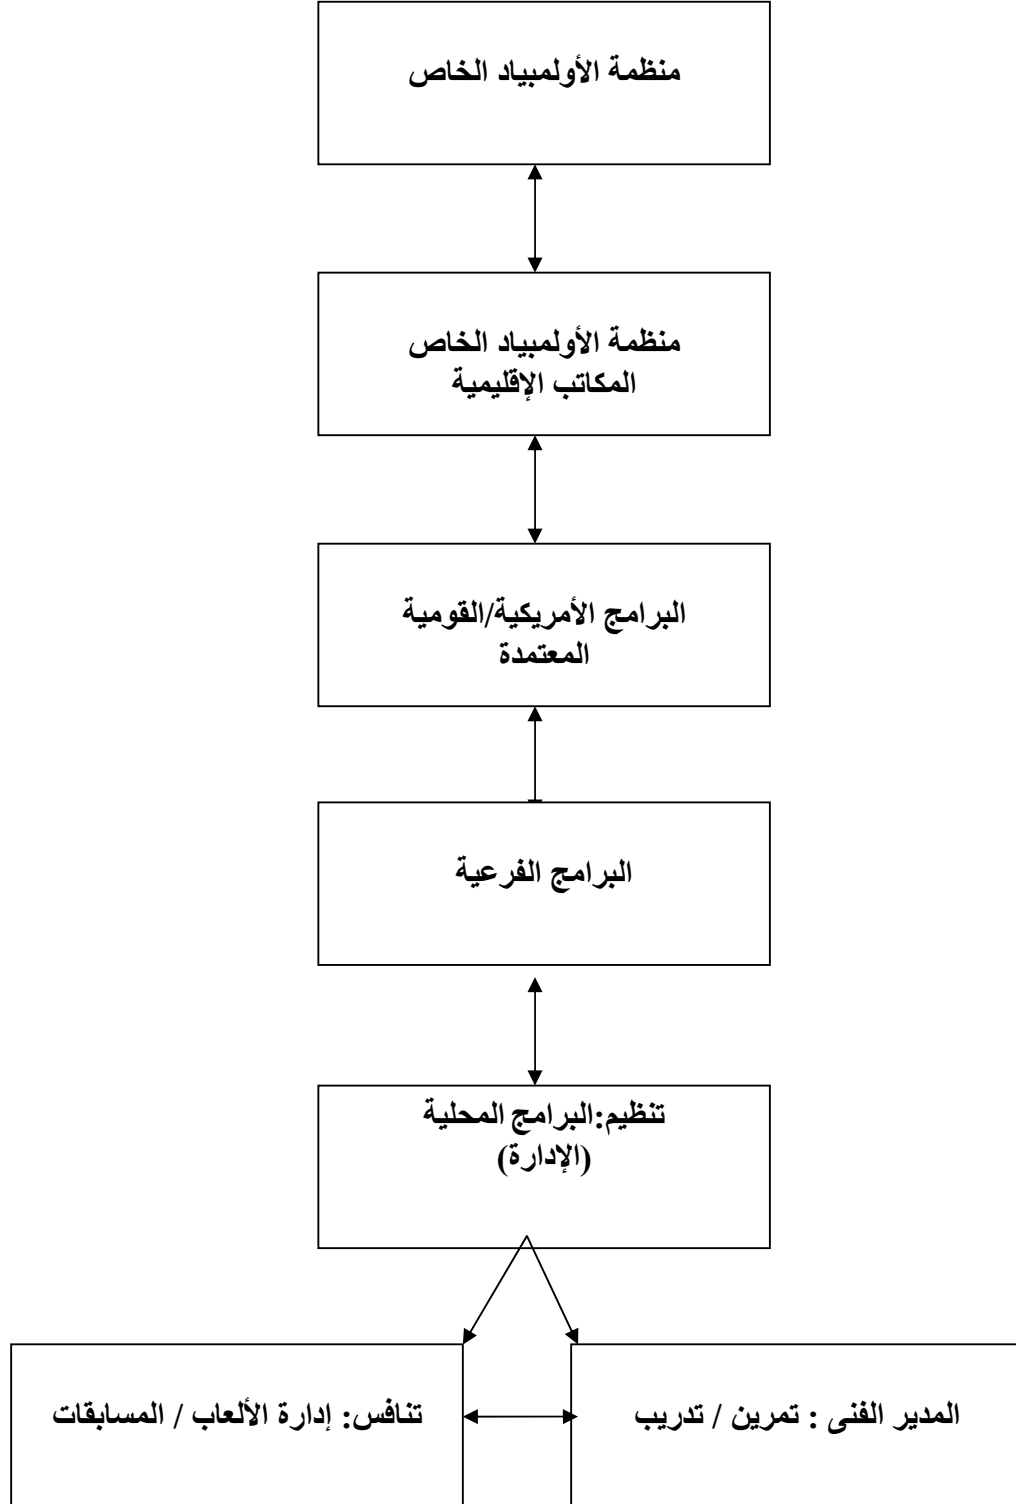 منظمة الأولمبياد الخاص
منظمة الأولمبياد الخاص
المكاتب الإقليمية
البرامج الأمريكية/القومية
المعتمدة
البرامج الفرعية
تنظيم:البرامج المحلية
(الإدارة)
المدير الفنى : تمرين / تدريب
تنافس: إدارة الألعاب / المسابقات